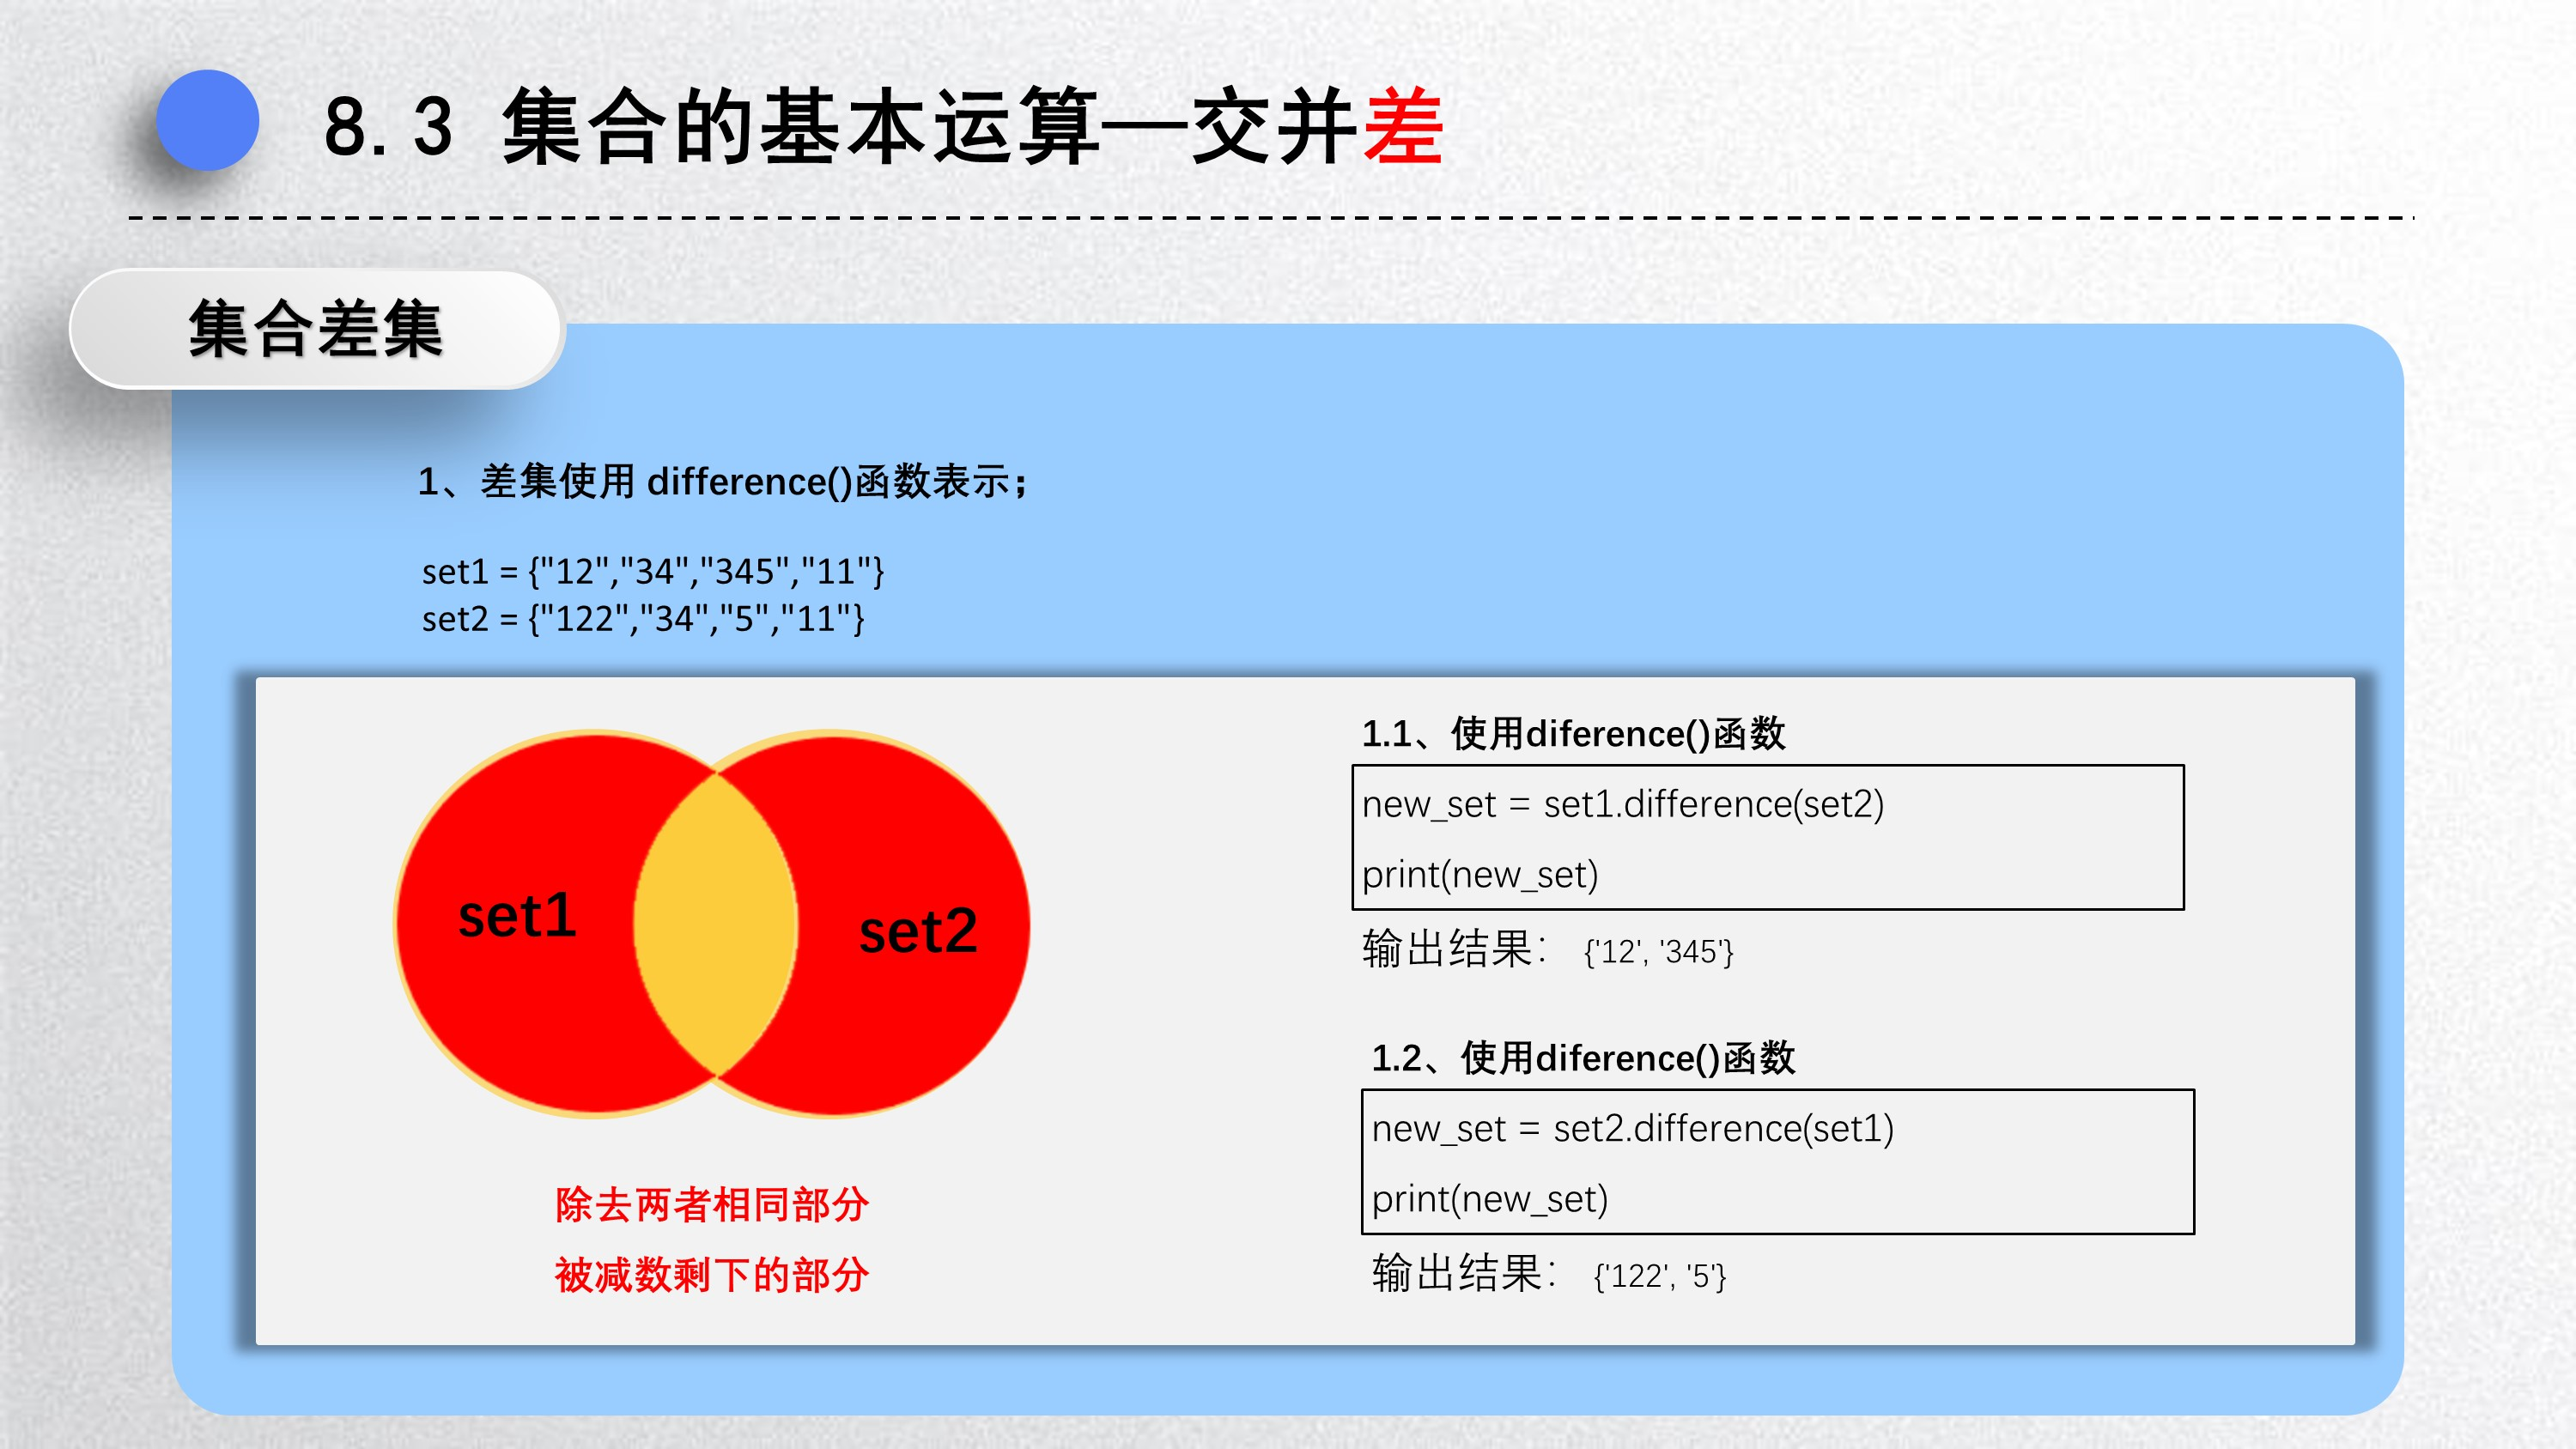 8.3 集合的基本运算—交并差
集合差集
1、差集使用 difference()函数表示；
set1 = {"12","34","345","11"}
set2 = {"122","34","5","11"}
set1
set2
除去两者相同部分
被减数剩下的部分
1.1、使用diference()函数
new_set = set1.difference(set2)
print(new_set)
输出结果： {'12', '345'}
1.2、使用diference()函数
new_set = set2.difference(set1)
print(new_set)
输出结果： {'122', '5'}